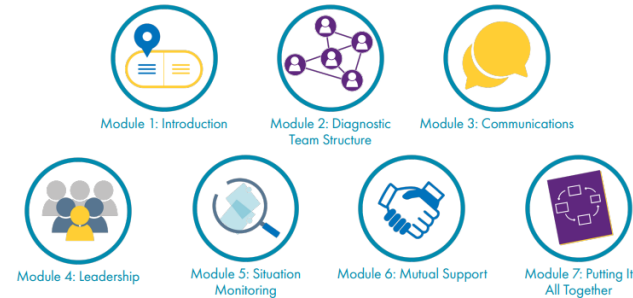 Module 1: Introduction
Module 2: Diagnostic
Team Structure
Module 3: Communications
Module 4: Leadership
Module 5: Situation
Monitoring
Module 6: Mutual Support
Module 7: Putting It
All Together